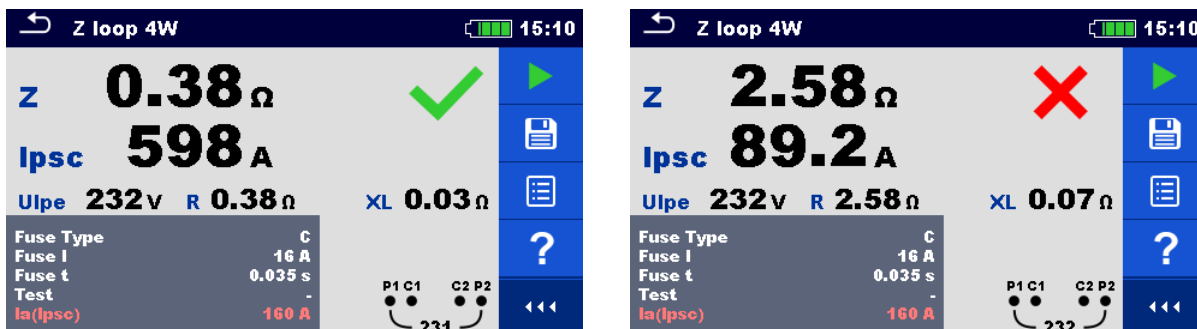 Z loop 4W 15:10
Z 0.38 Ω
Ipsc 598 A
Ulpe 232 V R 0.38 Ω XL 0.03 Ω
Fuse Type C
Fuse I 16 A
Fuse t 0.035 s
Test -
Ia(Ipsc) 160 A
P1 C1 C2 P2
231
?
Z loop 4W 15:10
Z 2.58 Ω
Ipsc 89.2 A
Ulpe 232 V R 2.58 Ω XL 0.07 Ω
Fuse Type C
Fuse I 16 A
Fuse t 0.035 s
Test -
Ia(Ipsc) 160 A
P1 C1 C2 P2
232
?